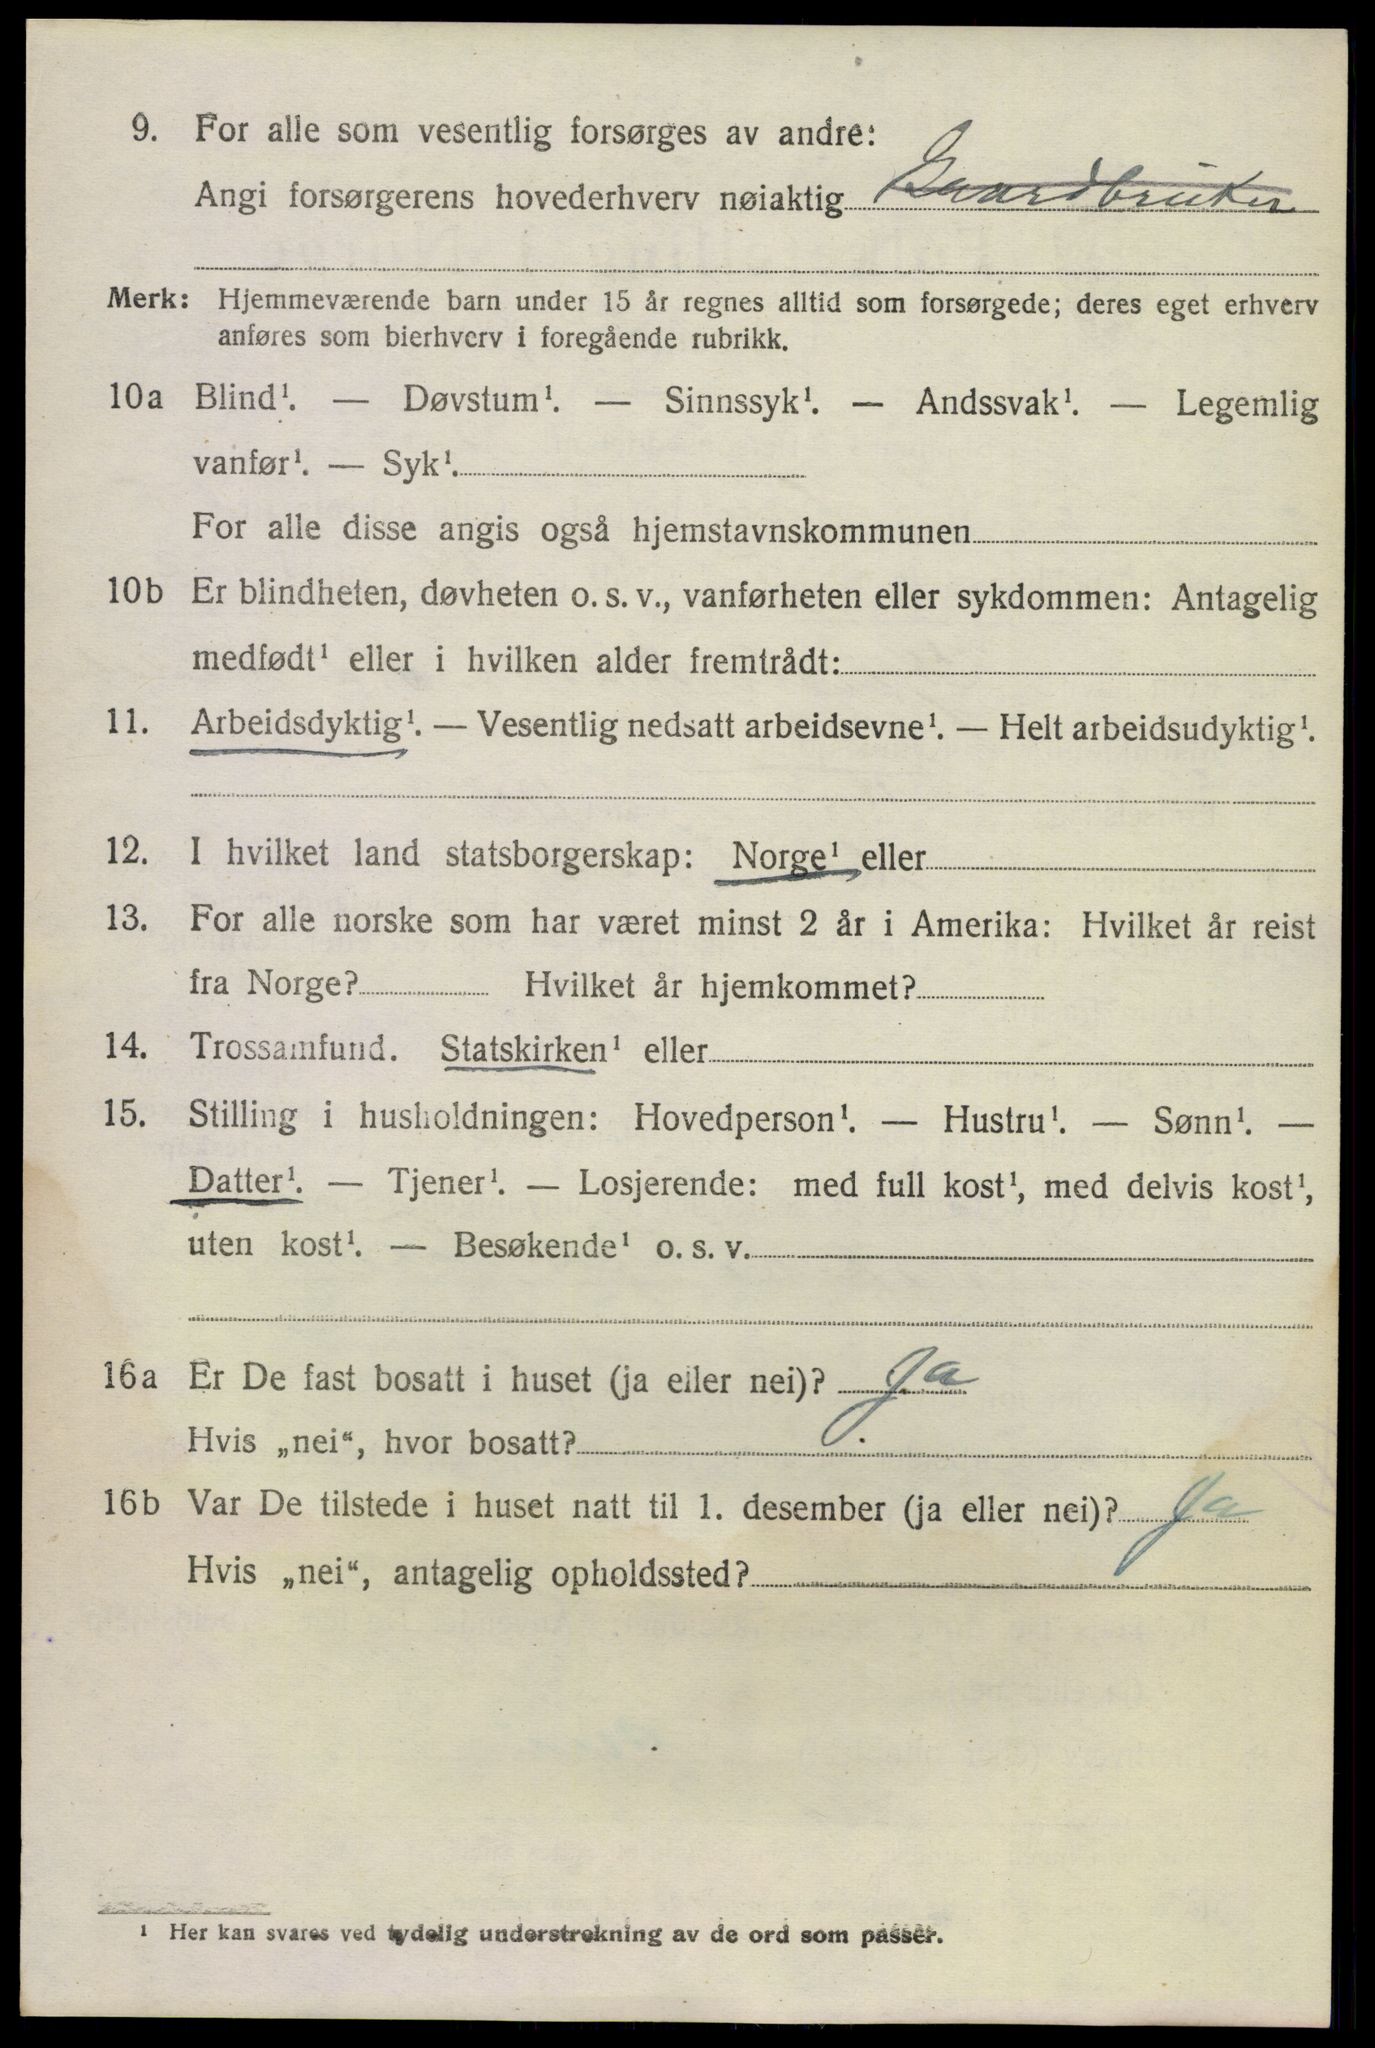 9. For alle som vesentlig forsørges av andre:
Angi forsørgerens hovederhverv nøiaktig Gaardbruker
Merk: Hjemmeværende barn under 15 år regnes alltid som forsørgede; deres eget erhverv
anføres som bierhverv i foregående rubrikk.
10a Blind¹. — Døvstum¹. — Sinnssyk¹. — Andssvak¹. — Legemlig
vanfør¹. — Syk¹.
For alle disse angis også hjemstavnskommunen
10b Er blindheten, døvheten o. s. v., vanførheten eller sykdommen: Antagelig
medfødt¹ eller i hvilken alder fremtrådt:
11. Arbeidsdyktig¹. — Vesentlig nedsatt arbeidsevne¹. — Helt arbeidsudyktig¹.
12. I hvilket land statsborgerskap: Norge¹ eller
13. For alle norske som har været minst 2 år i Amerika: Hvilket år reist
fra Norge? Hvilket år hjemkommet?
14. Trossamfund. Statskirken¹ eller
15. Stilling i husholdningen: Hovedperson¹. — Hustru¹. — Sønn¹. —
Datter¹. — Tjener¹. — Losjerende: med full kost¹, med delvis kost¹,
uten kost¹. — Besøkende¹ o. s. v.
16a Er De fast bosatt i huset (ja eller nei)? Ja
Hvis „nei“, hvor bosatt?
16b Var De tilstede i huset natt til 1. desember (ja eller nei)? Ja
Hvis „nei“, antagelig opholdssted?
¹ Her kan svares ved tydelig understrekning av de ord som passer.